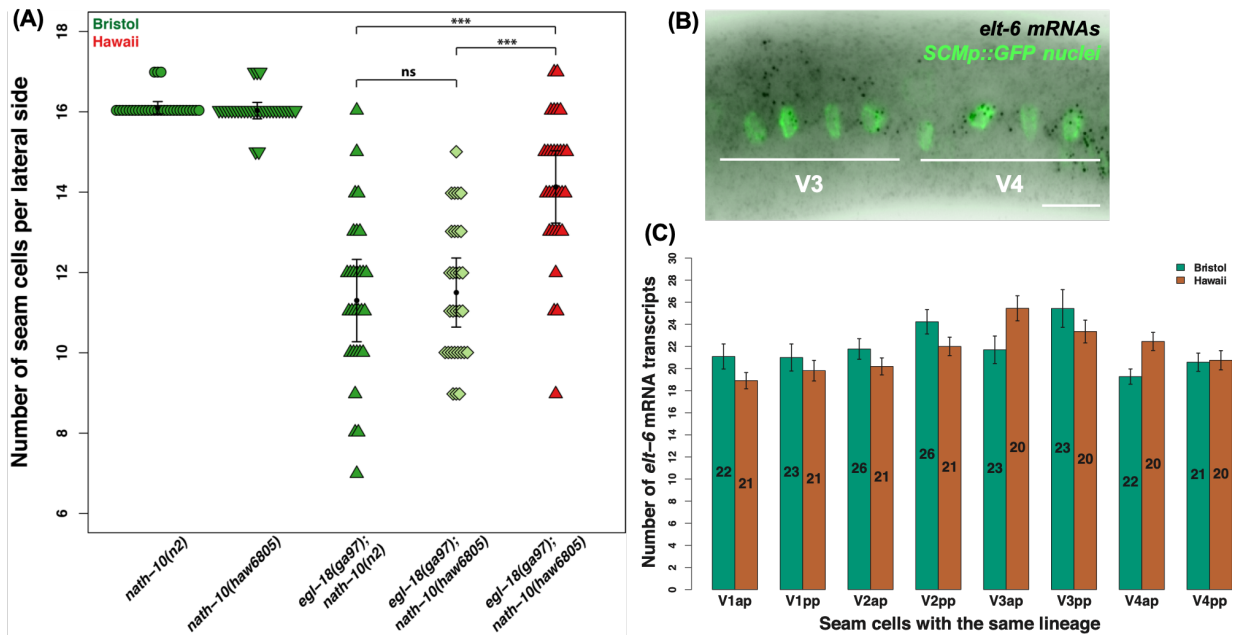 (A)
Bristol
Hawaii
***
***
ns
Number of seam cells per lateral side
18
16
14
12
10
8
6
nath-10(n2)
nath-10(haw6805)
egl-18(ga97);
nath-10(n2)
egl-18(ga97);
nath-10(haw6805)
egl-18(ga97);
nath-10(haw6805)
(B)
elt-6 mRNAs
SCMp::GFP nuclei
V3
V4
(C)
Bristol
Hawaii
Number of elt-6 mRNA transcripts
30
28
26
24
22
20
18
16
14
12
10
8
6
4
2
0
22 21 23 21 26 21 26 21 23 20 23 20 22 20 21 20
V1ap V1pp V2ap V2pp V3ap V3pp V4ap V4pp
Seam cells with the same lineage